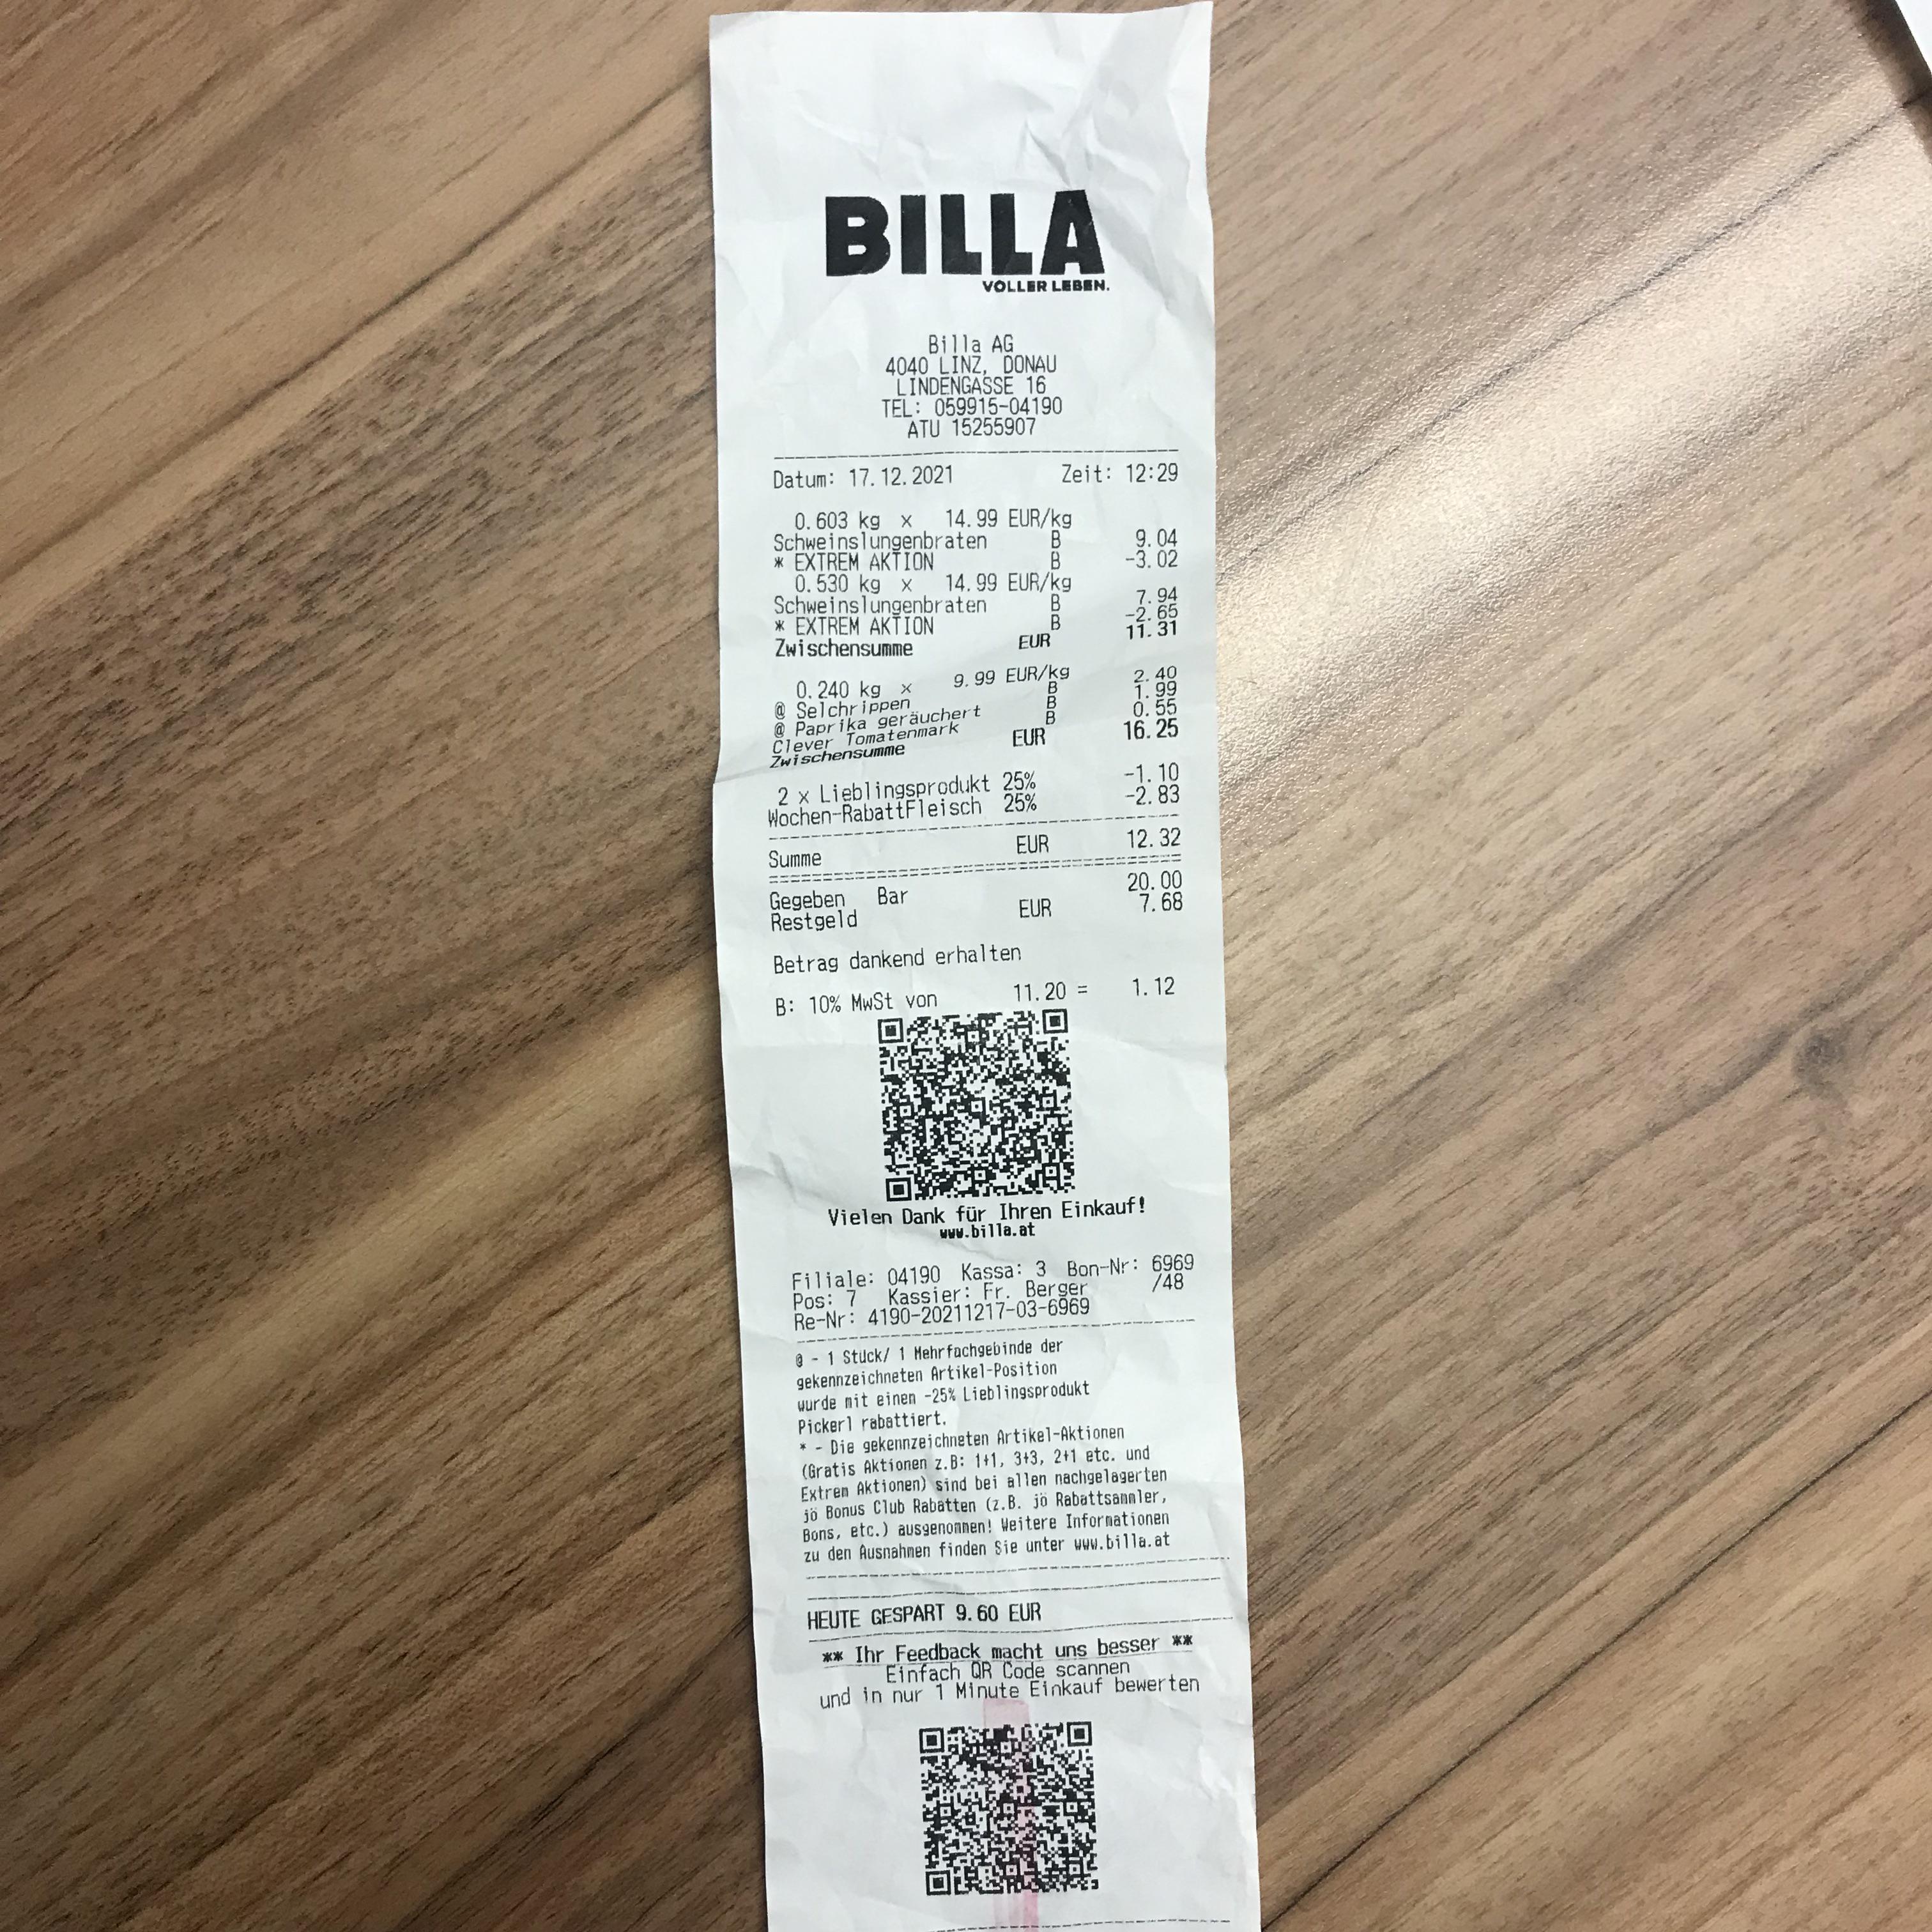 BILLA
VOLLER LEBEN.
Billa AG
4040 LINZ, DONAU
LINDENGASSE 16
TEL: 059915-04190
ATU 15255907
Datum: 17.12.2021 Zeit: 12:29
0.603 kg x 14.99 EUR/kg
Schweinslungenbraten B 9.04
* EXTREM AKTION B -3.02
0.530 kg x 14.99 EUR/kg
Schweinslungenbraten B 7.94
* EXTREM AKTION B -2.65
Zwischensumme EUR 11.31
0.240 kg x 9.99 EUR/kg
@ Selchrippen B 2.40
@ Paprika geräuchert B 1.99
Clever Tomatenmark B 0.55
Zwischensumme EUR 16.25
2 x Lieblingsprodukt 25% -1.10
Wochen-RabattFleisch 25% -2.83
Summe EUR 12.32
Gegeben Bar 20.00
Restgeld EUR 7.68
Betrag dankend erhalten
B: 10% MwSt von 11.20 = 1.12
Vielen Dank für Ihren Einkauf!
www.billa.at
Filiale: 04190 Kassa: 3 Bon-Nr: 6969
Pos: 7 Kassier: Fr. Berger /48
Re-Nr: 4190-20211217-03-6969
@ - 1 Stück/ 1 Mehrfachgebinde der
gekennzeichneten Artikel-Position
wurde mit einem -25% Lieblingsprodukt
Pickerl rabattiert.
* - Die gekennzeichneten Artikel-Aktionen
(Gratis Aktionen z.B: 1+1, 3+3, 2+1 etc. und
Extrem Aktionen) sind bei allen nachgelagerten
jö Bonus Club Rabatten (z.B. jö Rabattsammler,
Bons, etc.) ausgenommen! Weitere Informationen
zu den Ausnahmen finden Sie unter www.billa.at
HEUTE GESPART 9.60 EUR
** Ihr Feedback macht uns besser **
Einfach QR Code scannen
und in nur 1 Minute Einkauf bewerten